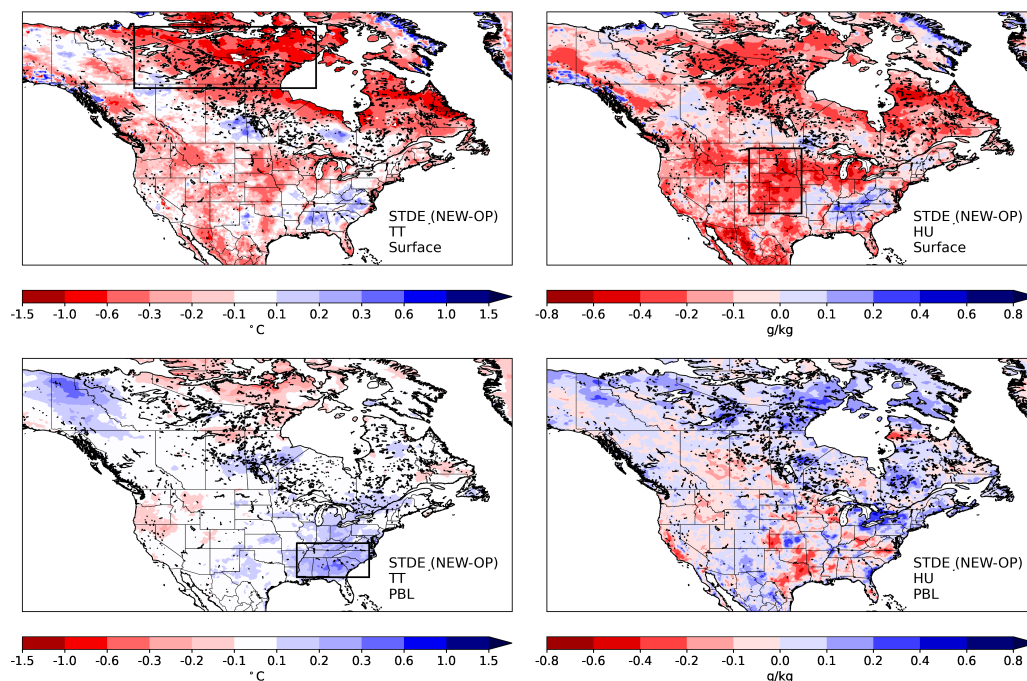 STDE (NEW-OP)
TT
Surface
STDE (NEW-OP)
HU
Surface
-1.5 -1.0 -0.6 -0.3 -0.2 -0.1 0.1 0.2 0.3 0.6 1.0 1.5
°C
-0.8 -0.6 -0.4 -0.2 -0.1 0.0 0.1 0.2 0.4 0.6 0.8
g/kg
STDE (NEW-OP)
TT
PBL
STDE (NEW-OP)
HU
PBL
-1.5 -1.0 -0.6 -0.3 -0.2 -0.1 0.1 0.2 0.3 0.6 1.0 1.5
°C
-0.8 -0.6 -0.4 -0.2 -0.1 0.0 0.1 0.2 0.4 0.6 0.8
g/kg